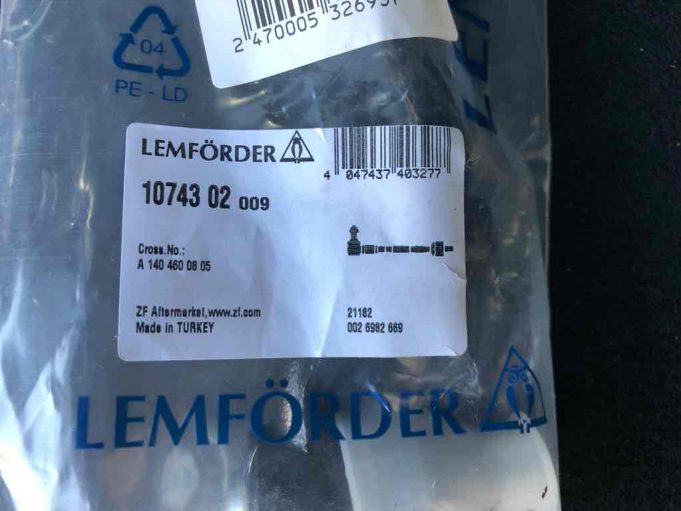 2 470005 32695
04
PE-LD
LEMFÖRDER
4 047437 403277
10743 02 009
Cross.No.:
A 140 460 08 05
ZF Aftermarket,www.zf.com
Made in TURKEY
21182
002 6982 669
LEMFÖRDER